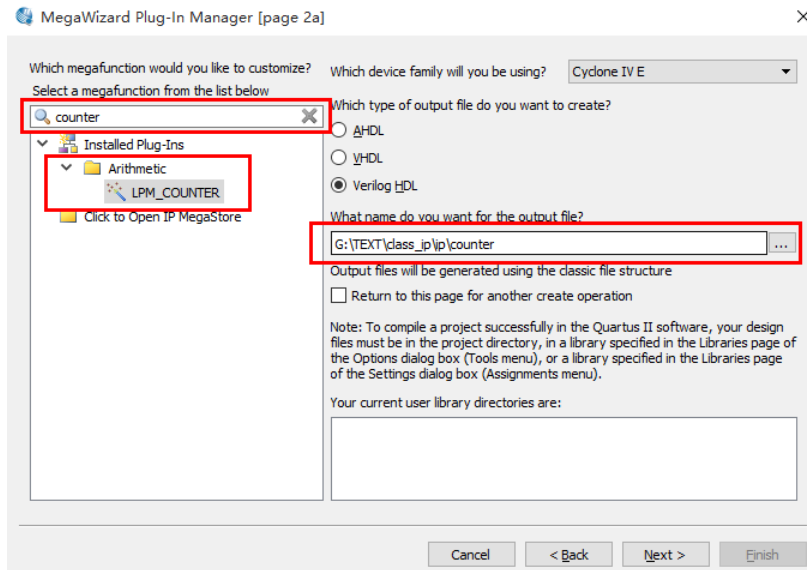 MegaWizard Plug-In Manager [page 2a]
Which megafunction would you like to customize?
Select a megafunction from the list below
counter
Installed Plug-Ins
Arithmetic
LPM_COUNTER
Click to Open IP MegaStore
Which device family will you be using?
Cyclone IV E
Which type of output file do you want to create?
AHDL
VHDL
Verilog HDL
What name do you want for the output file?
G:\TEXT\class_ip\ip\counter
...
Output files will be generated using the classic file structure
Return to this page for another create operation
Note: To compile a project successfully in the Quartus II software, your design
files must be in the project directory, in a library specified in the Libraries page of
the Options dialog box (Tools menu), or a library specified in the Libraries page
of the Settings dialog box (Assignments menu).
Your current user library directories are:
Cancel
< Back
Next >
Finish